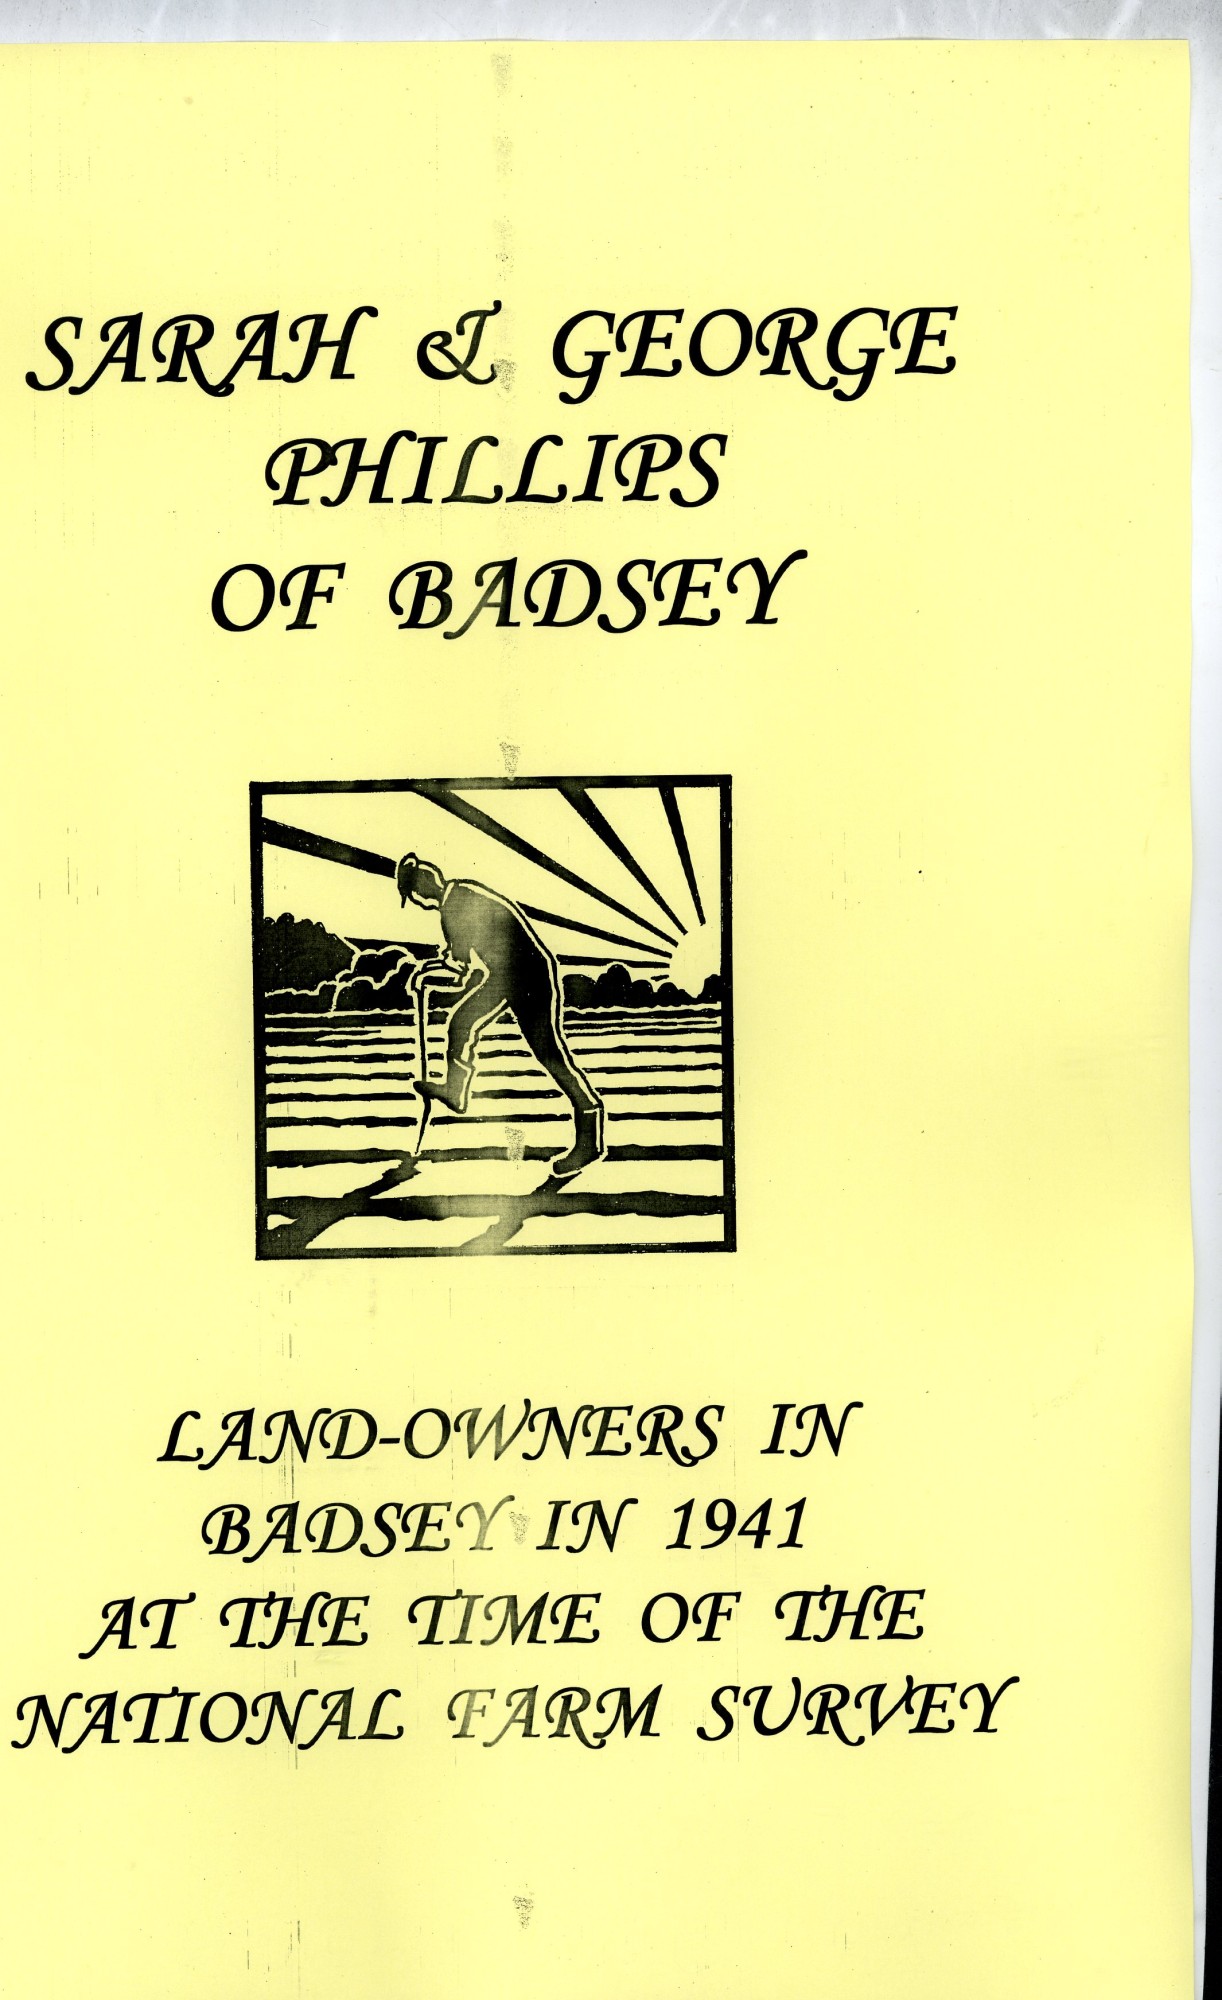 SARAH & GEORGE
PHILLIPS
OF BADSEY
LAND-OWNERS IN
BADSEY IN 1941
AT THE TIME OF THE
NATIONAL FARM SURVEY